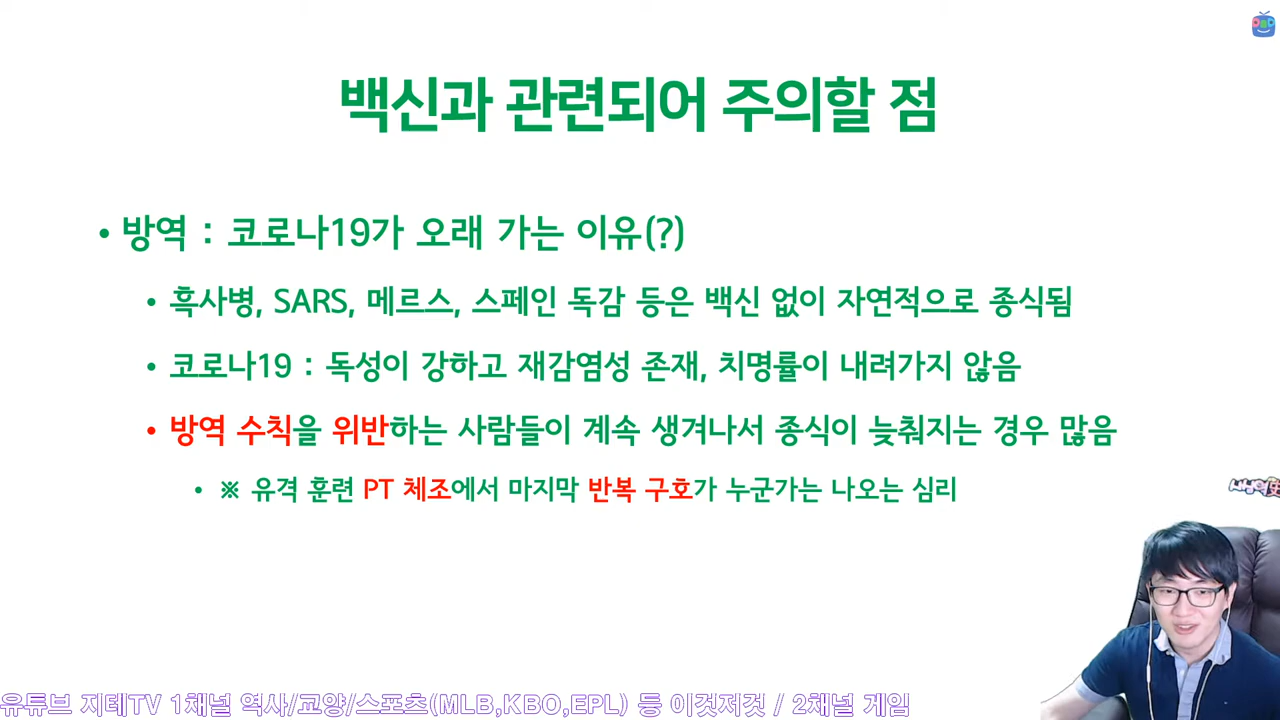 백신과 관련되어 주의할 점
• 방역 : 코로나19가 오래 가는 이유(?)
• 흑사병, SARS, 메르스, 스페인 독감 등은 백신 없이 자연적으로 종식됨
• 코로나19 : 독성이 강하고 재감염성 존재, 치명률이 내려가지 않음
• 방역 수칙을 위반하는 사람들이 계속 생겨나서 종식이 늦춰지는 경우 많음
• ※ 유격 훈련 PT 체조에서 마지막 반복 구호가 누군가는 나오는 심리
유튜브 지테TV 1채널 역사/교양/스포츠(MLB,KBO,EPL) 등 이것저것 / 2채널 게임